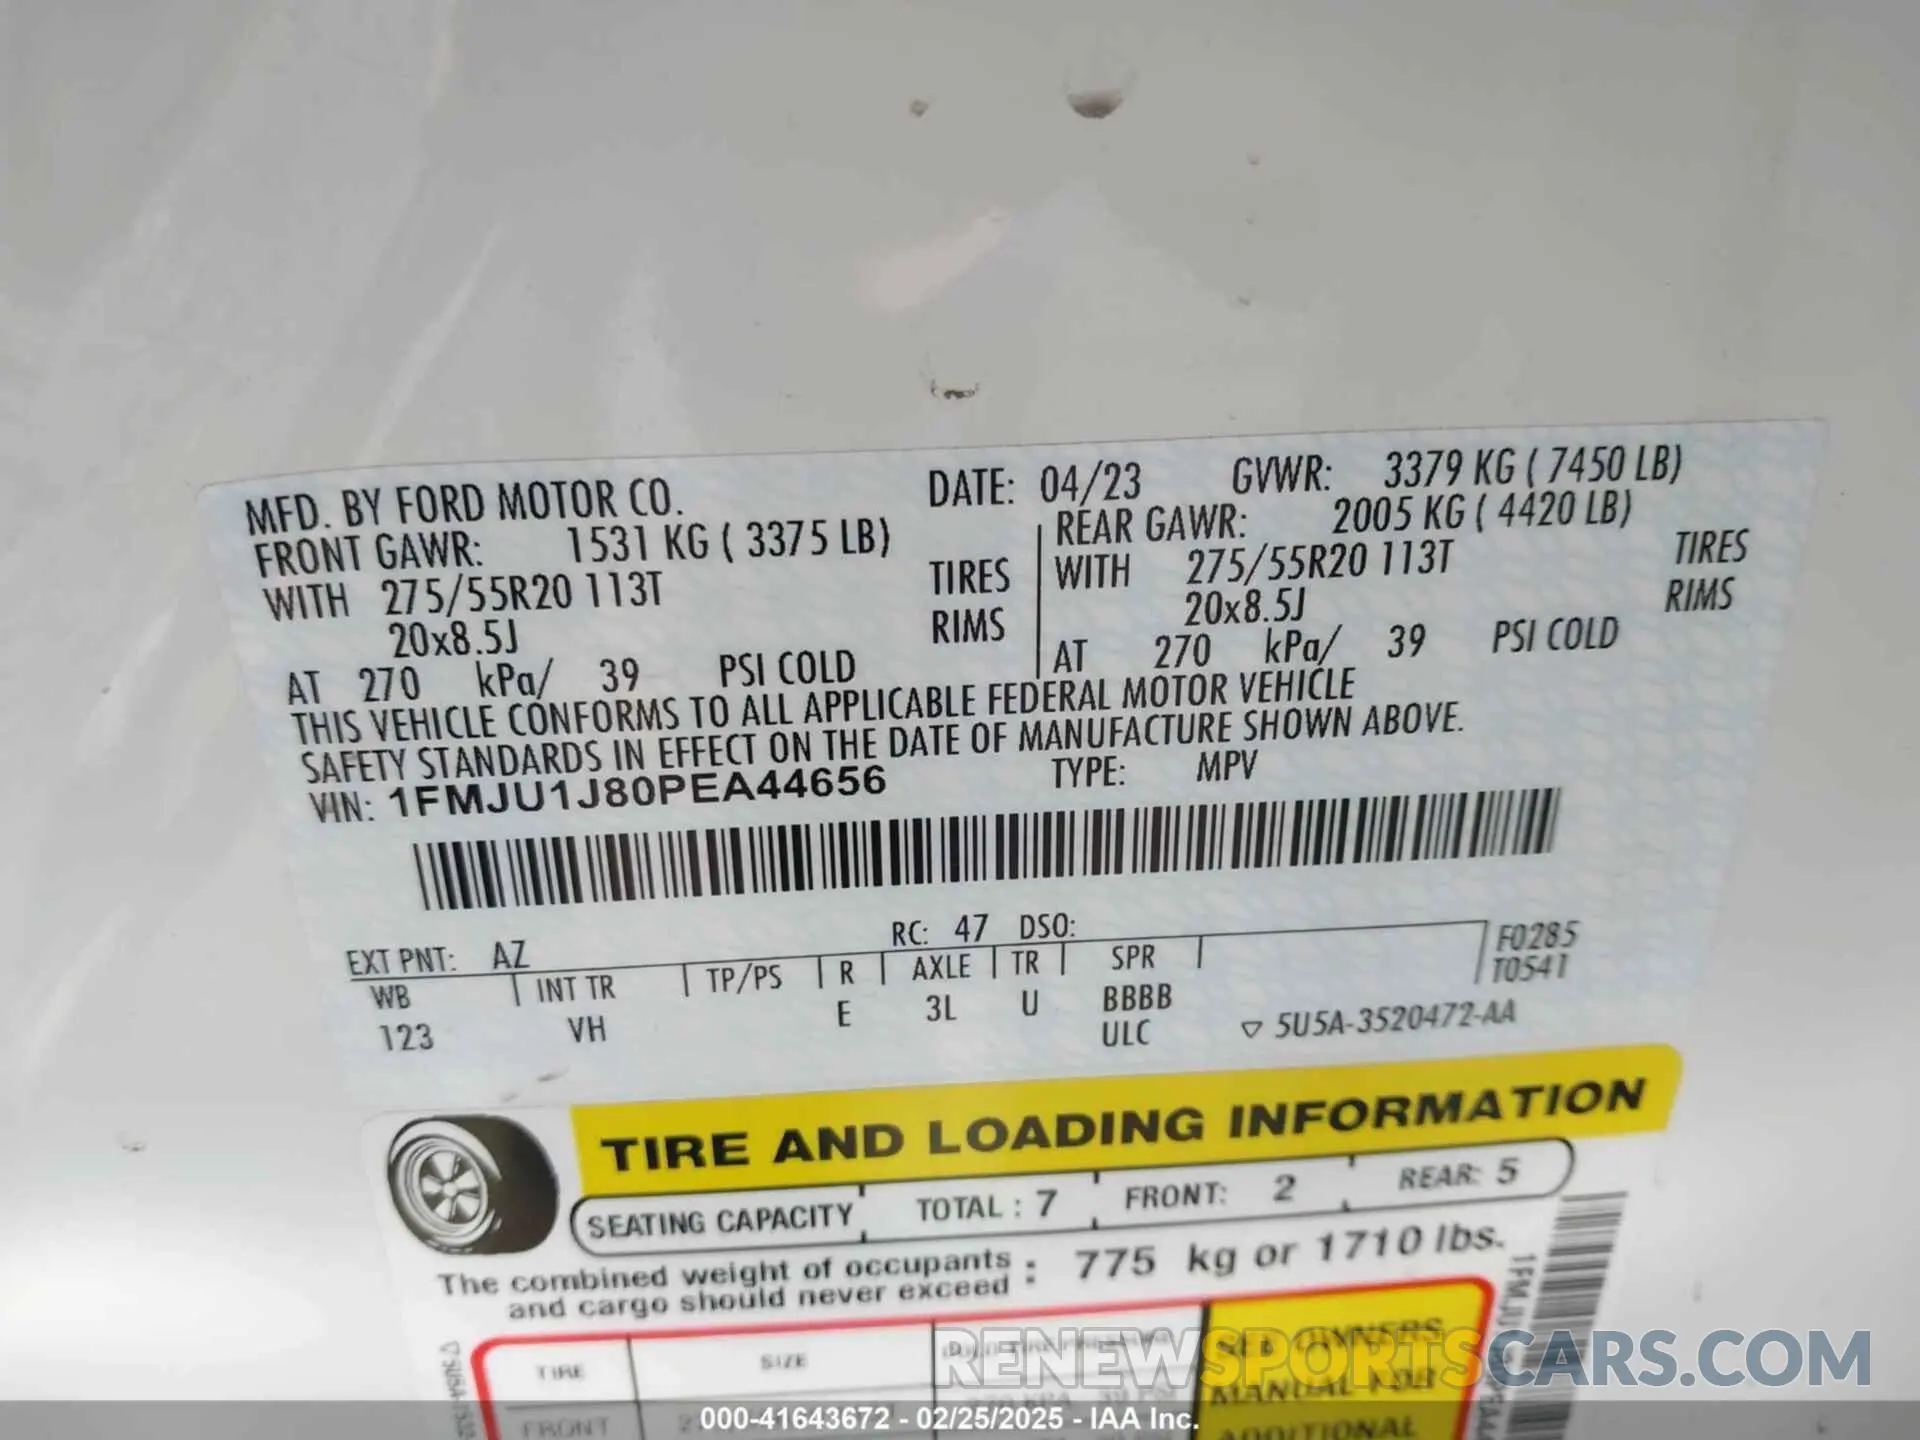 MFD. BY FORD MOTOR CO. DATE: 04/23 GVWR: 3379 KG ( 7450 LB)
FRONT GAWR: 1531 KG ( 3375 LB) REAR GAWR: 2005 KG ( 4420 LB)
WITH 275/55R20 113T TIRES WITH 275/55R20 113T TIRES
20x8.5J RIMS 20x8.5J RIMS
AT 270 kPa/ 39 PSI COLD AT 270 kPa/ 39 PSI COLD
THIS VEHICLE CONFORMS TO ALL APPLICABLE FEDERAL MOTOR VEHICLE
SAFETY STANDARDS IN EFFECT ON THE DATE OF MANUFACTURE SHOWN ABOVE.
VIN: 1FMJU1J80PEA44656 TYPE: MPV
EXT PNT: AZ RC: 47 DSO: F0285
WB INT TR TP/PS R AXLE TR SPR T0541
123 VH E 3L U BBBB
ULC ▽ 5U5A-3520472-AA
TIRE AND LOADING INFORMATION
SEATING CAPACITY TOTAL : 7 FRONT: 2 REAR: 5
The combined weight of occupants and cargo should never exceed : 775 kg or 1710 lbs.
TIRE SIZE SEE OWNERS
MANUAL FOR
FRONT ADDITIONAL
RENEWSPORTSCARS.COM
000-41643672 - 02/25/2025 - IAA Inc.